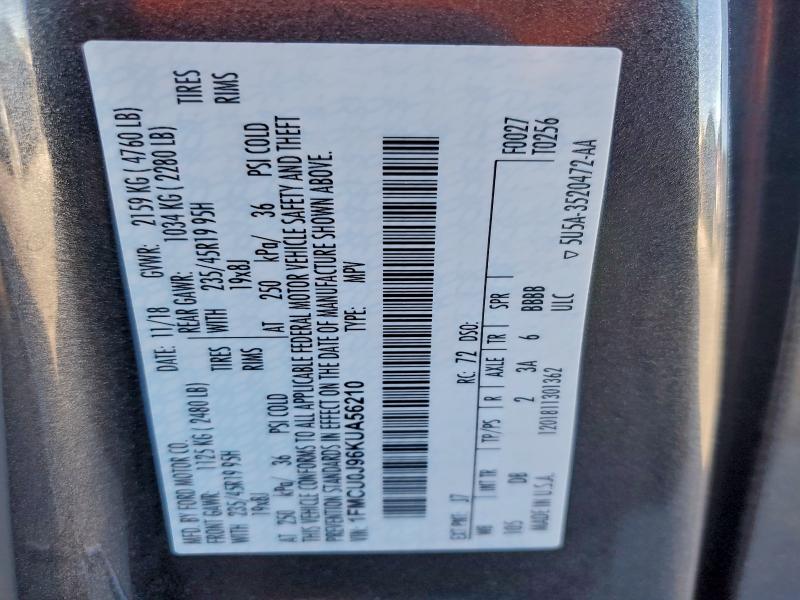 MFD. BY FORD MOTOR CO.
DATE: 11/18 GVWR: 2159 KG ( 4760 LB)
FRONT GAWR: 1125 KG ( 2480 LB) REAR GAWR: 1034 KG ( 2280 LB)
WITH 235/45R19 95H TIRES WITH 235/45R19 95H TIRES
19x8J RIMS 19x8J RIMS
AT 250 kPa/ 36 PSI COLD AT 250 kPa/ 36 PSI COLD
THIS VEHICLE CONFORMS TO ALL APPLICABLE FEDERAL MOTOR VEHICLE SAFETY AND THEFT
PREVENTION STANDARDS IN EFFECT ON THE DATE OF MANUFACTURE SHOWN ABOVE.
VIN: 1FMCU0J96KUA56210 TYPE: MPV
F0027
EXT PNT: J7 RC: 72 DSO: T0256
WB INT TR TP/PS R AXLE TR SPR
105 DB 2 3A 6 BBBB
MADE IN U.S.A. 1201811301362 ULC ▽ 5U5A-3520472-AA